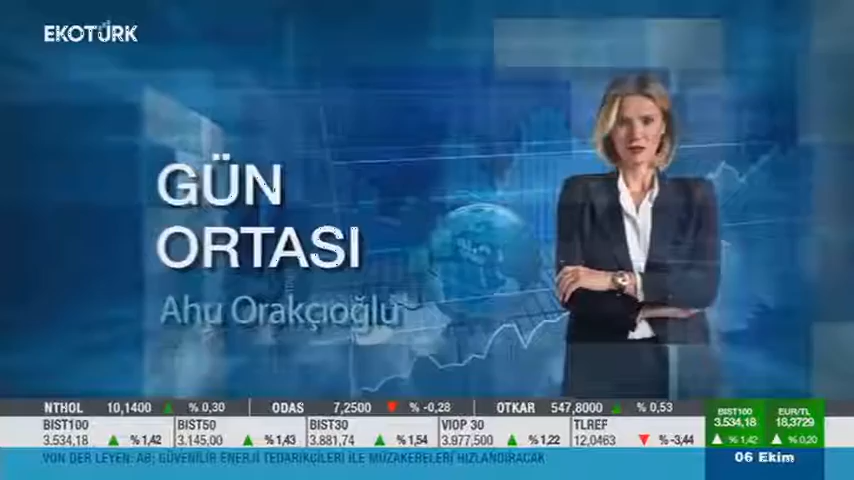 EKOTÜRK
GÜN
ORTASI
Ahu Orakçıoğlu
NTHOL 10,1400 % 0,30 ODAS 7,2500 % -0,28 OTKAR 547,8000 % 0,53
BIST100 BIST50 BIST30 VIOP 30 TLREF
3.534,18 % 1,42 3.145,00 % 1,43 3.881,74 % 1,54 3.977,500 % 1,22 12,0463 % -3,44
BIST100 EUR/TL
3.534,18 18,3729
% 1,42 % 0,20
VON DER LEYEN: AB; GÜVENİLİR ENERJİ TEDARİKÇİLERİ İLE MÜZAKERELERİ HIZLANDIRACAK
06 Ekim